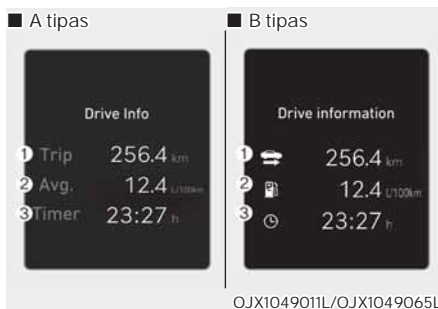 ■ A tipas
Drive Info
1 Trip 256.4 km
2 Avg. 12.4 L/100km
3 Timer 23:27 h
■ B tipas
Drive information
1 256.4 km
2 12.4 L/100km
3 23:27 h
OJX1049011L/OJX1049065L